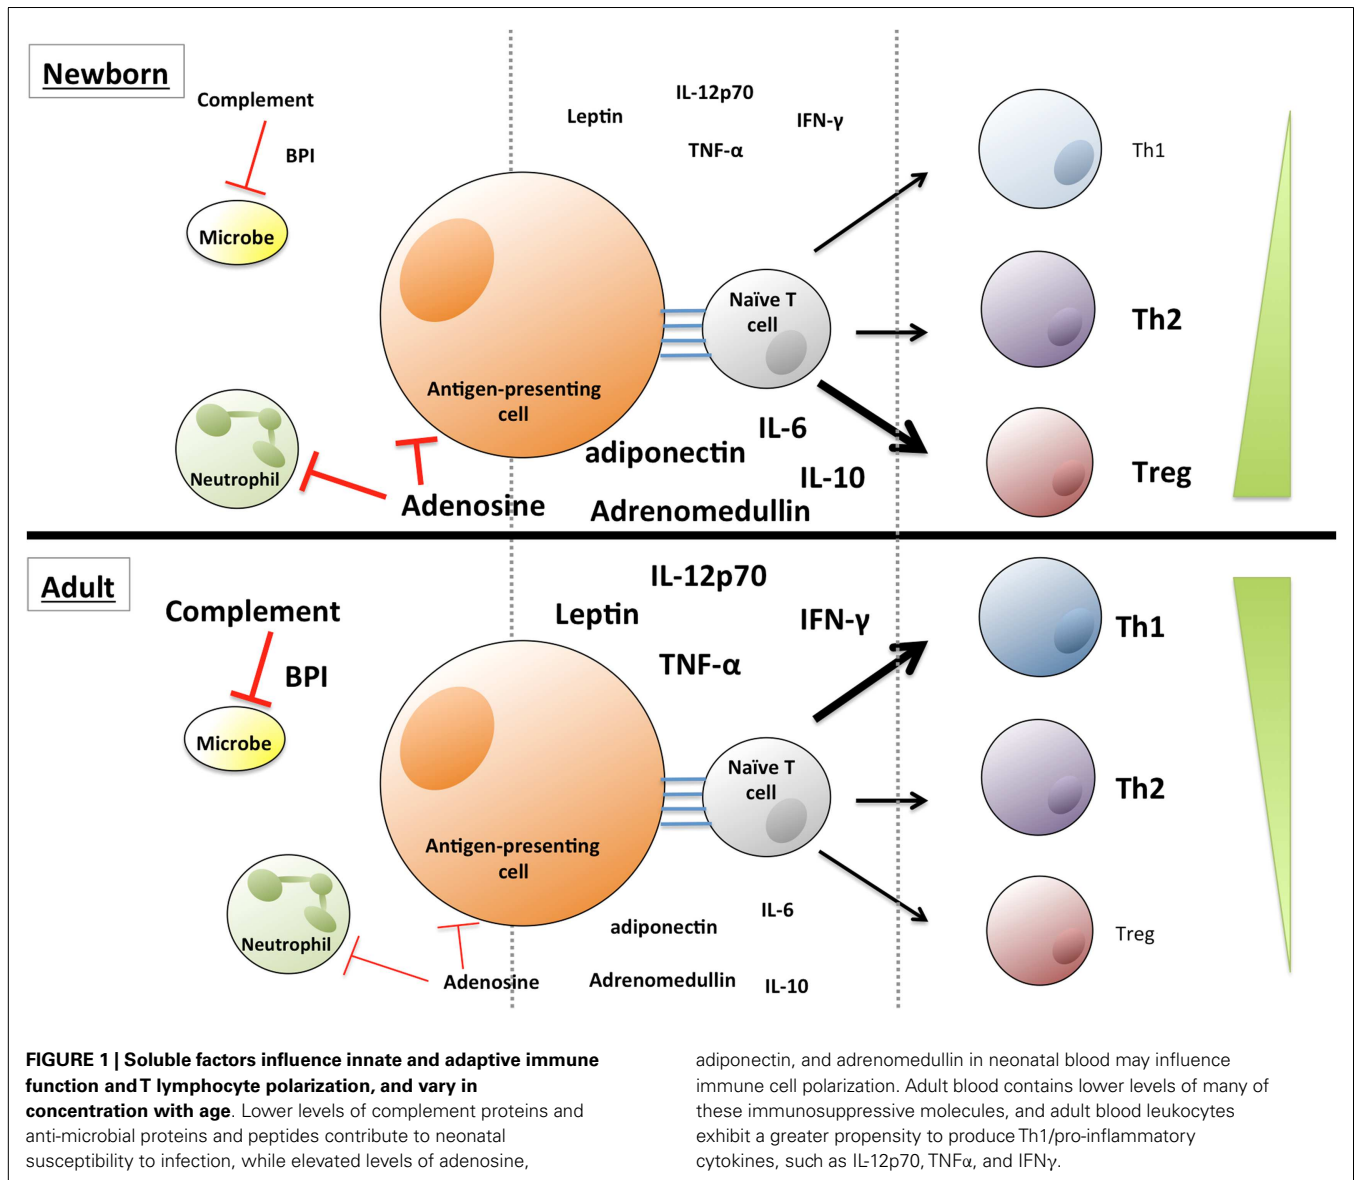 Newborn
Complement
BPI
Microbe
Leptin
IL-12p70
IFN-γ
TNF-α
Naïve T
cell
Antigen-presenting
cell
Neutrophil
Adenosine
adiponectin
IL-6
IL-10
Adrenomedullin
Th1
Th2
Treg
Adult
Complement
BPI
Microbe
IL-12p70
Leptin
IFN-γ
TNF-α
Naïve T
cell
Antigen-presenting
cell
Neutrophil
Adenosine
adiponectin
IL-6
Adrenomedullin
IL-10
Th1
Th2
Treg
FIGURE 1 | Soluble factors influence innate and adaptive immune
function and T lymphocyte polarization, and vary in
concentration with age. Lower levels of complement proteins and
anti-microbial proteins and peptides contribute to neonatal
susceptibility to infection, while elevated levels of adenosine,
adiponectin, and adrenomedullin in neonatal blood may influence
immune cell polarization. Adult blood contains lower levels of many of
these immunosuppressive molecules, and adult blood leukocytes
exhibit a greater propensity to produce Th1/pro-inflammatory
cytokines, such as IL-12p70, TNFα, and IFNγ.